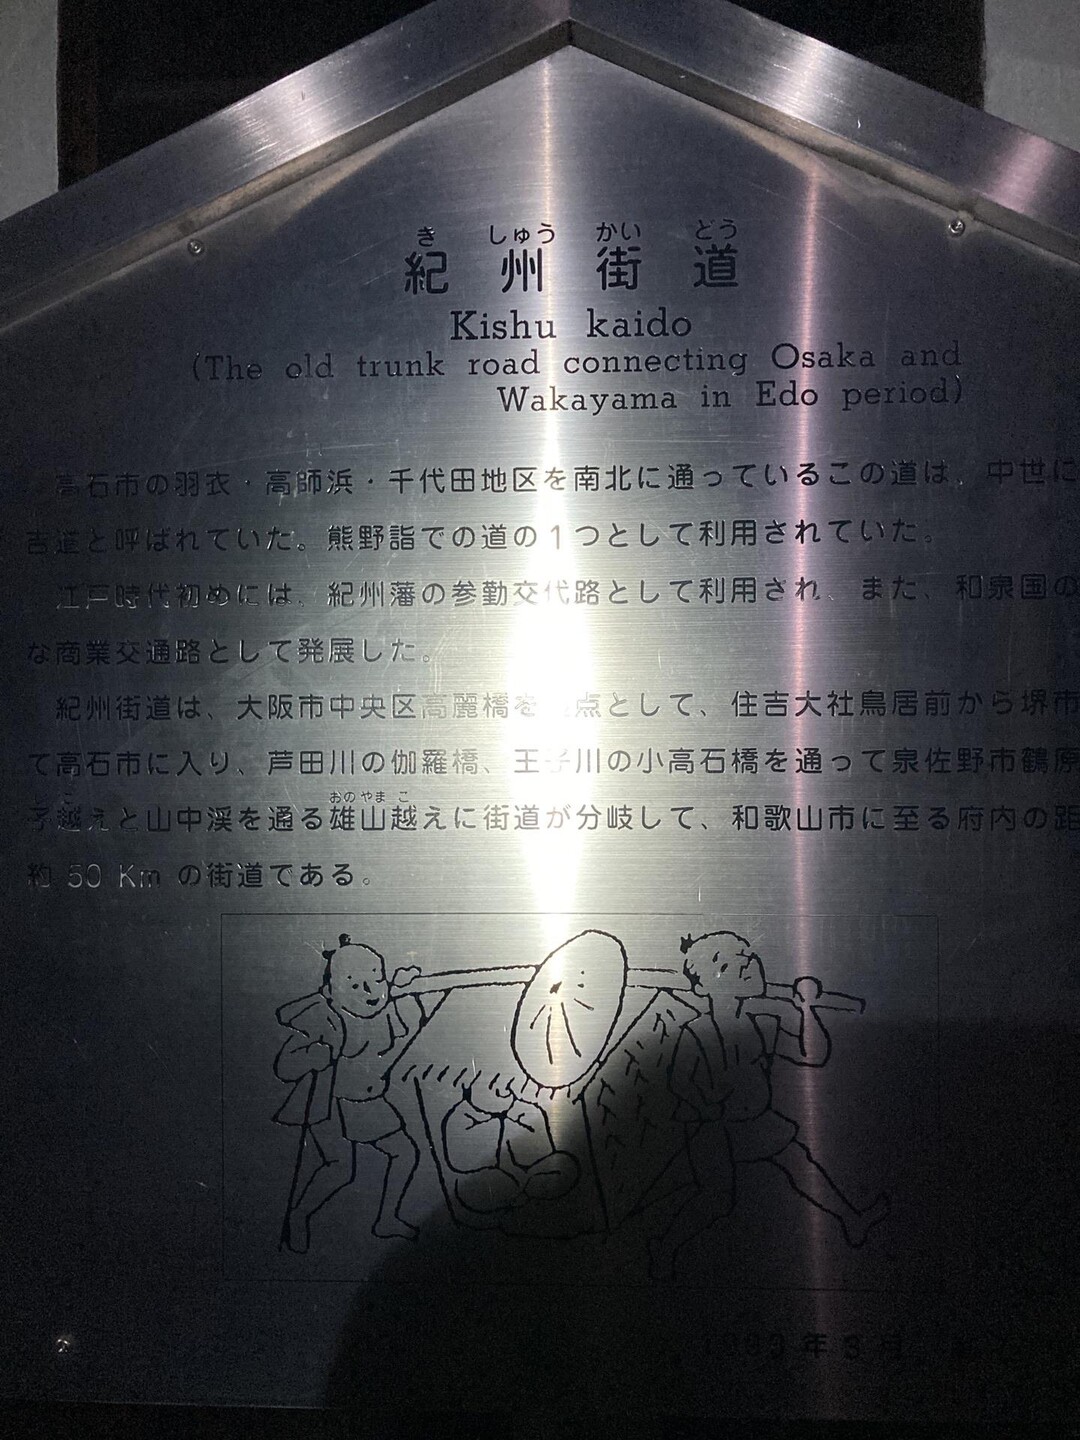 き しゅう かい どう
紀州街道
Kishu kaido
(The old trunk road connecting Osaka and
Wakayama in Edo period)
高石市の羽衣・高師浜・千代田地区を南北に通っているこの道は、中世に
吉道と呼ばれていた。熊野詣での道の1つとして利用されていた。
江戸時代初めには、紀州藩の参勤交代路として利用され、また、和泉国の
な商業交通路として発展した。
紀州街道は、大阪市中央区高麗橋を 点として、住吉大社鳥居前から堺市
て高石市に入り、芦田川の伽羅橋、王子川の小高石橋を通って泉佐野市鶴原
こ おのやま こ
子越えと山中渓を通る雄山越えに街道が分岐して、和歌山市に至る府内の距
約 50 Km の街道である。
年3月